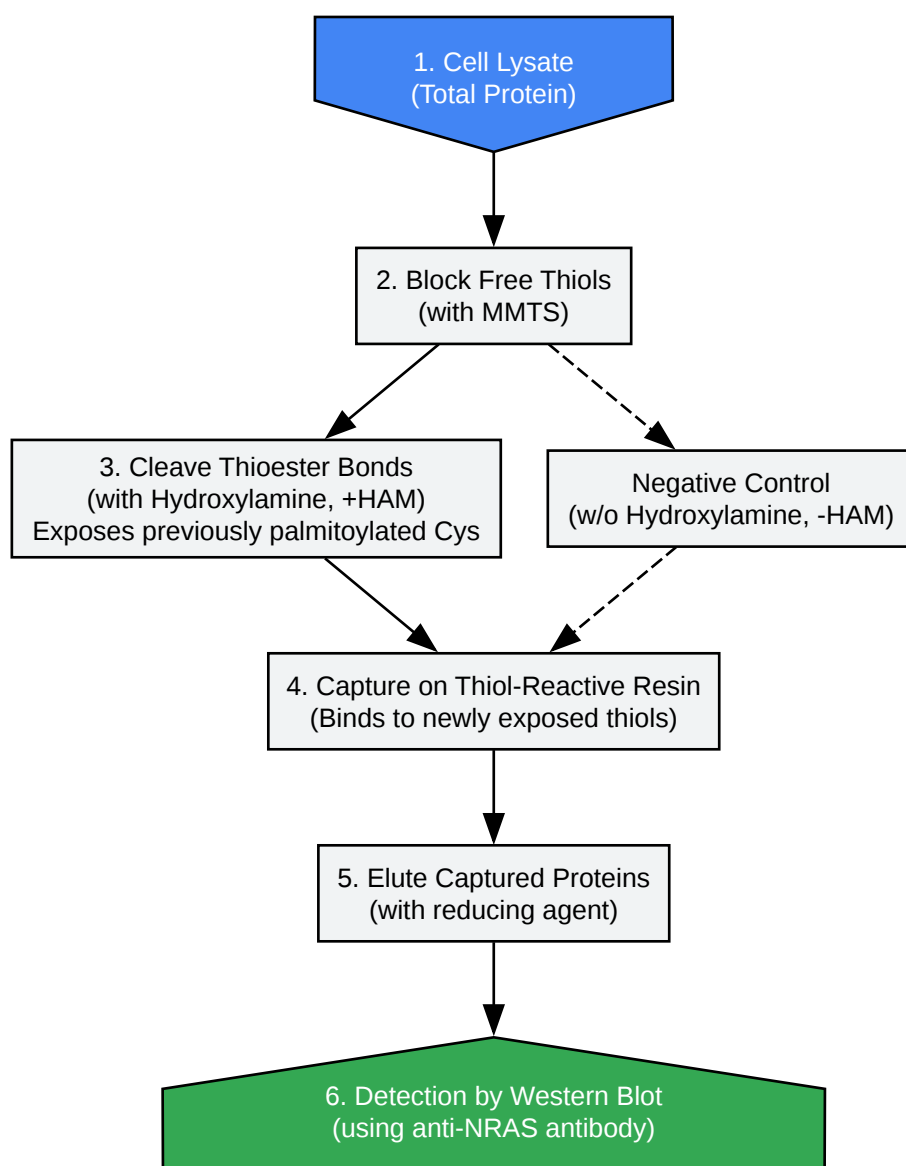 1. Cell Lysate
(Total Protein)
2. Block Free Thiols
(with MMTS)
3. Cleave Thioester Bonds
(with Hydroxylamine, +HAM)
Exposes previously palmitoylated Cys
Negative Control
(w/o Hydroxylamine, -HAM)
4. Capture on Thiol-Reactive Resin
(Binds to newly exposed thiols)
5. Elute Captured Proteins
(with reducing agent)
6. Detection by Western Blot
(using anti-NRAS antibody)